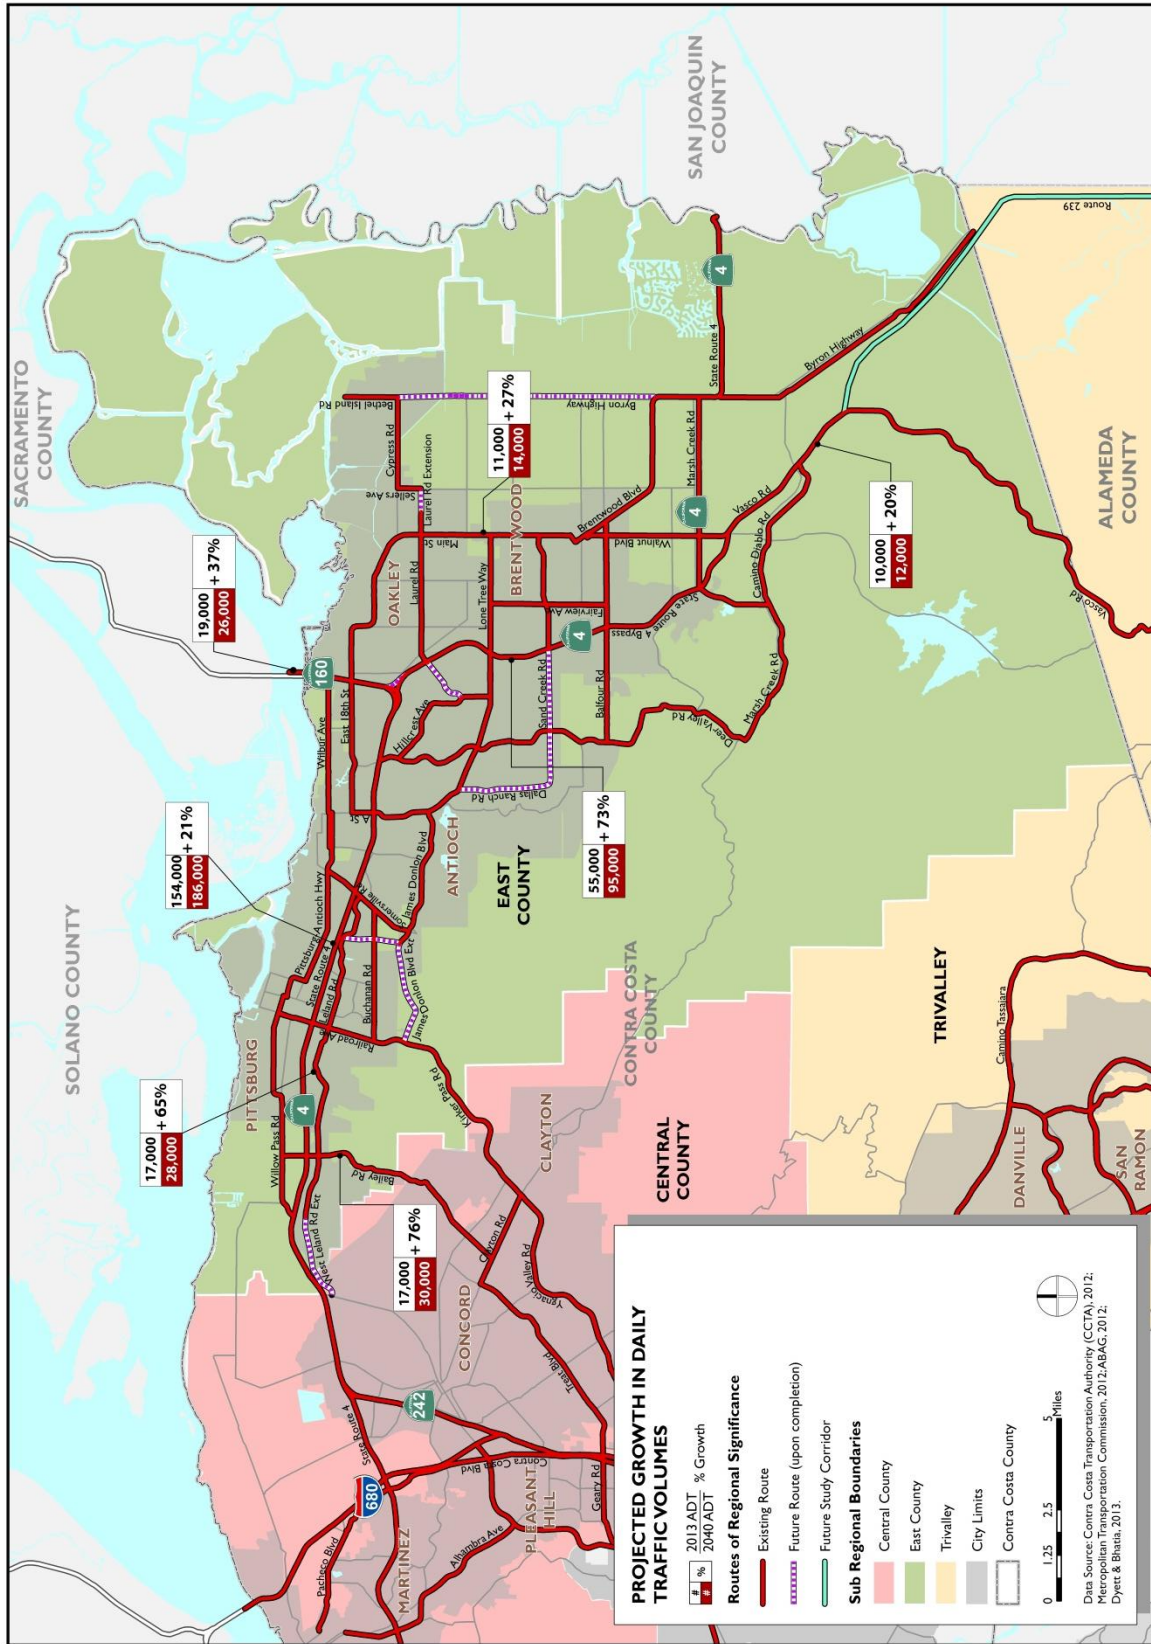 SACRAMENTO
COUNTY
SOLANO COUNTY
SAN JOAQUIN
COUNTY
ALAMEDA
COUNTY
CONTRA COSTA
COUNTY
EAST
COUNTY
CENTRAL
COUNTY
TRIVALLEY
PITTSBURG
ANTIOCH
OAKLEY
BRENTWOOD
CLAYTON
CONCORD
MARTINEZ
PLEASANT
HILL
DANVILLE
SAN
RAMON
17,000
28,000
+ 65%
154,000
186,000
+ 21%
19,000
26,000
+ 37%
11,000
14,000
+ 27%
17,000
30,000
+ 76%
55,000
95,000
+ 73%
10,000
12,000
+ 20%
Willow Pass Rd
West Leland Rd Ext
Bailey Rd
Railroad A
Leland Rd
State Route 4
Pittsburg-Antioch Hwy
Buchanan Rd
Somersville Rd
James Donlon Blvd Ext
James Donlon Blvd
Kirker Pass Rd
A St
Wilbur Ave
East 18th St
Hillcrest Ave
Dallas Ranch Rd
Sand Creek Rd
Lone Tree Way
Laurel Rd
Laurel Rd Extension
Main St
Sellers Ave
Cypress Rd
Bethel Island Rd
Byron Highway
Brentwood Blvd
Fairview Av
Balfour Rd
Walnut Blvd
State Route 4 Bypass
Deer Valley Rd
Marsh Creek Rd
Marsh Creek Rd
Camino Diablo Rd
Vasco Rd
Vasco Rd
State Route 4
Byron Highway
Route 239
Clayton Rd
Ygnacio Valley Rd
Treat Blvd
State Route 4
Contra Costa Blvd
Geary Rd
Alhambra Ave
Pacheco Blvd
Camino Tassajara
4
4
4
4
160
242
680
PROJECTED GROWTH IN DAILY
TRAFFIC VOLUMES
# 2013 ADT
# 2040 ADT
% % Growth
Routes of Regional Significance
Existing Route
Future Route (upon completion)
Future Study Corridor
Sub Regional Boundaries
Central County
East County
Trivalley
City Limits
Contra Costa County
0 1.25 2.5 5
Miles
Data Source: Contra Costa Transportation Authority (CCTA), 2012;
Metropolitan Transportation Commission, 2012; ABAG, 2012;
Dyett & Bhatia, 2013.